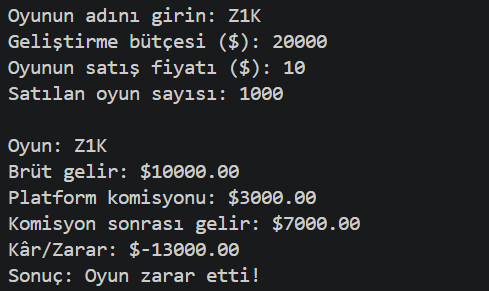 Oyunun adını girin: Z1K
Geliştirme bütçesi ($): 20000
Oyunun satış fiyatı ($): 10
Satılan oyun sayısı: 1000
Oyun: Z1K
Brüt gelir: $10000.00
Platform komisyonu: $3000.00
Komisyon sonrası gelir: $7000.00
Kâr/Zarar: $-13000.00
Sonuç: Oyun zarar etti!